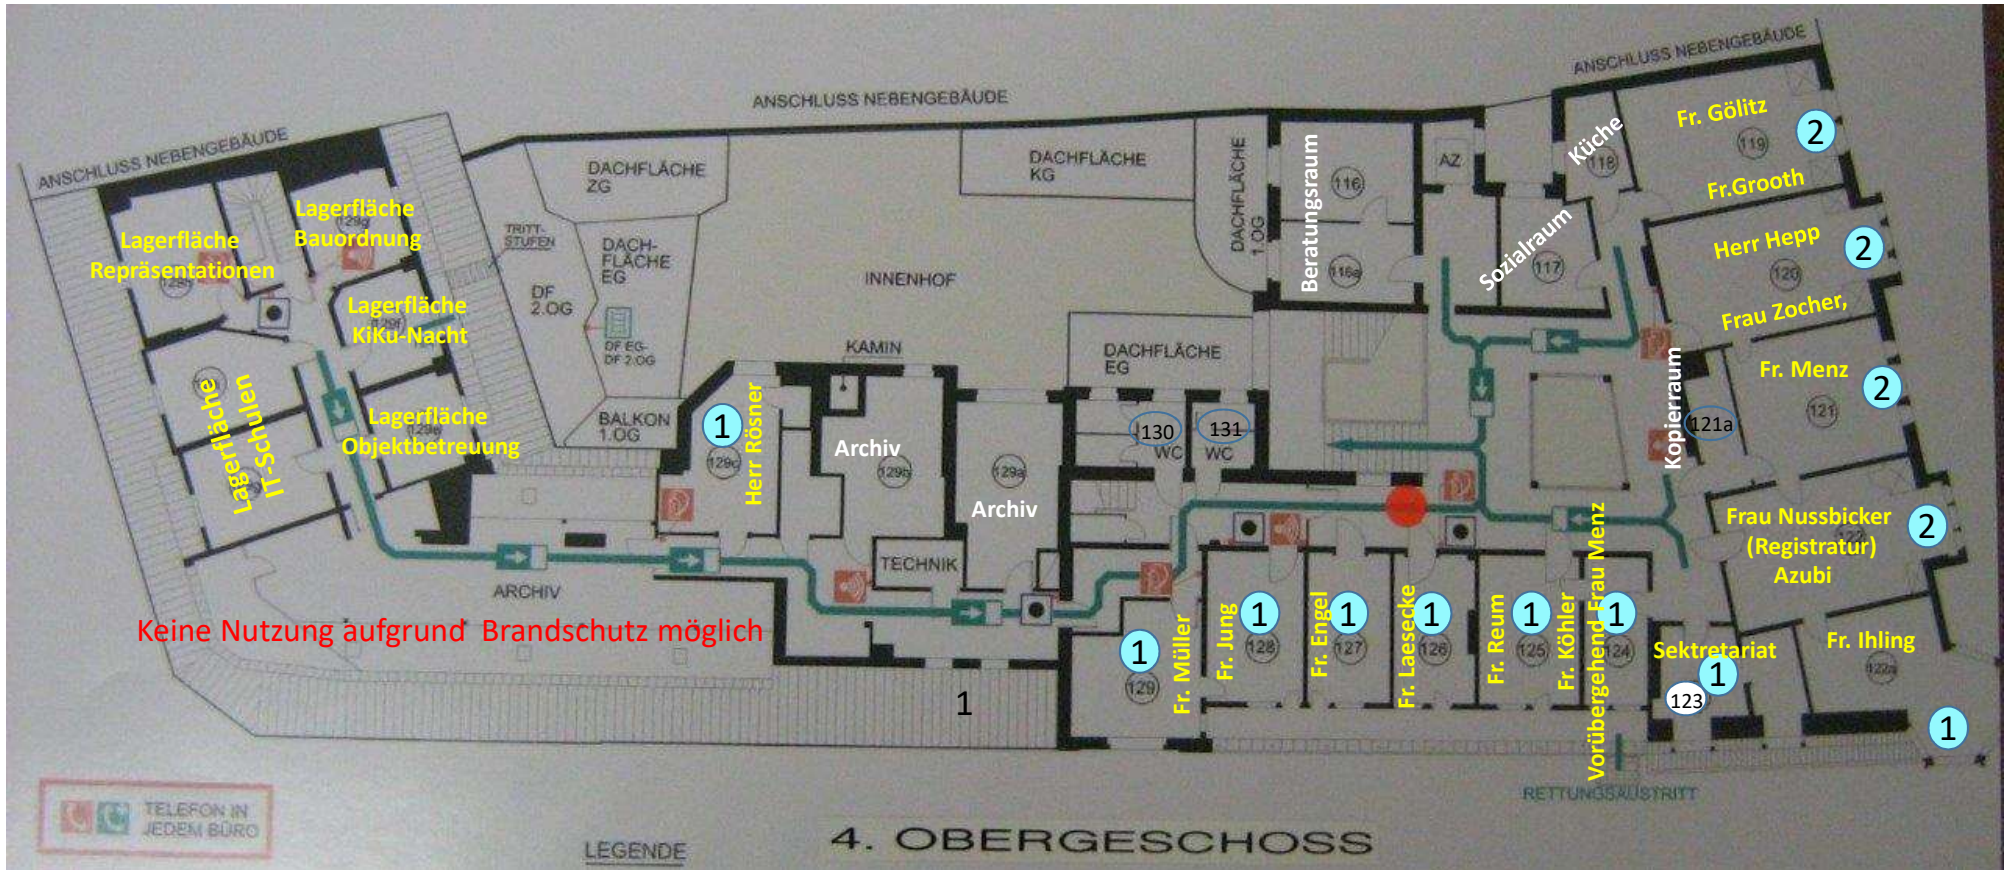 ANSCHLUSS NEBENGEBÄUDE
ANSCHLUSS NEBENGEBÄUDE
ANSCHLUSS NEBENGEBÄUDE
Lagerfläche
Repräsentationen
129h
Lagerfläche
Bauordnung
129g
Lagerfläche
KiKu-Nacht
129f
Lagerfläche
Objektbetreuung
129e
Lagerfläche
IT-Schulen
TRITT-
STUFEN
DACHFLÄCHE
ZG
DACH-
FLÄCHE
EG
DF
2.OG
DF EG-
DF 2.OG
BALKON
1.OG
INNENHOF
KAMIN
DACHFLÄCHE
KG
DACHFLÄCHE
1.OG
DACHFLÄCHE
EG
Beratungsraum
116
116a
AZ
Küche
118
Sozialraum
117
Fr. Gölitz
119
2
Fr.Grooth
Herr Hepp
120
2
Frau Zocher,
Fr. Menz
121
2
Kopierraum
121a
Frau Nussbicker
(Registratur)
Azubi
122
2
Fr. Ihling
122a
1
Sektretariat
1
123
Vorübergehend Frau Menz
1
124
Fr. Köhler
Fr. Reum
1
125
Fr. Laesecke
1
126
Fr. Engel
1
127
Fr. Jung
1
128
Fr. Müller
1
129
130
WC
131
WC
Archiv
129a
Archiv
129b
TECHNIK
Herr Rösner
1
129c
ARCHIV
Keine Nutzung aufgrund  Brandschutz möglich
1
RETTUNGSAUSTRITT
TELEFON IN
JEDEM BÜRO
LEGENDE
4. OBERGESCHOSS